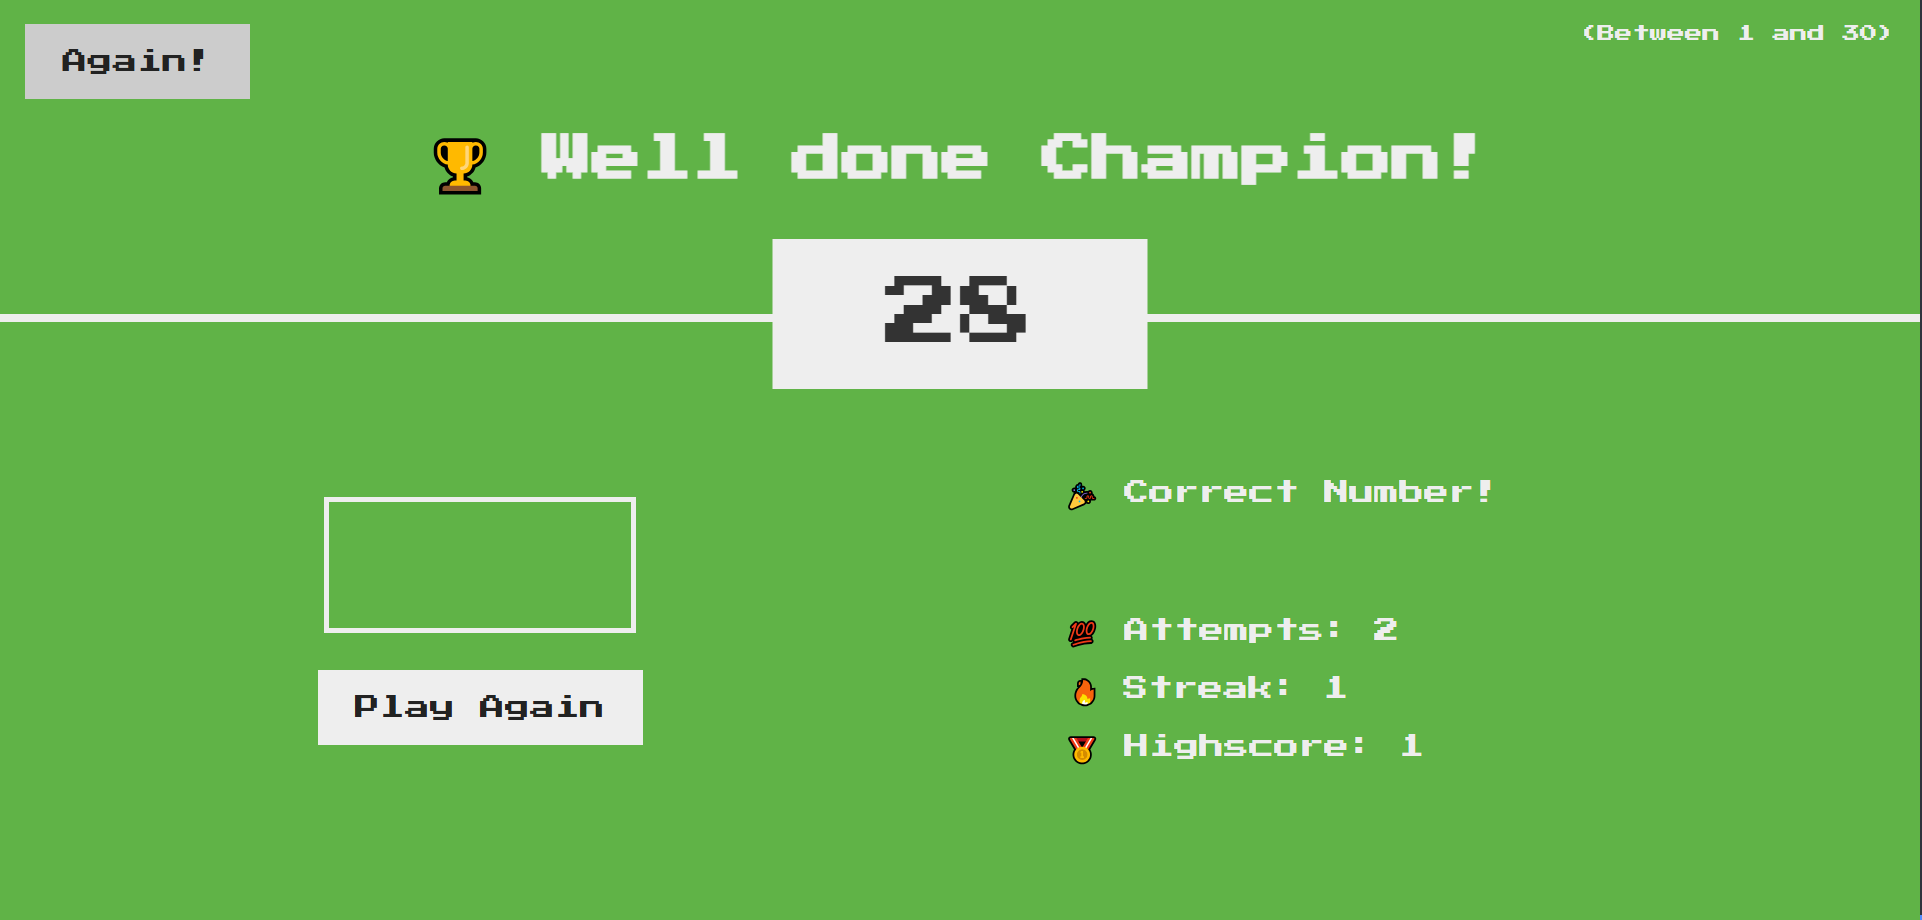 Again!
(Between 1 and 30)
🏆 Well done Champion!
28
🎉 Correct Number!
💯 Attempts: 2
🔥 Streak: 1
🏅 Highscore: 1
Play Again